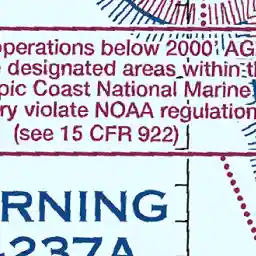 operations below 2000' AG
designated areas within th
pic Coast National Marine
ry violate NOAA regulation
(see 15 CFR 922)
RNING
-237A